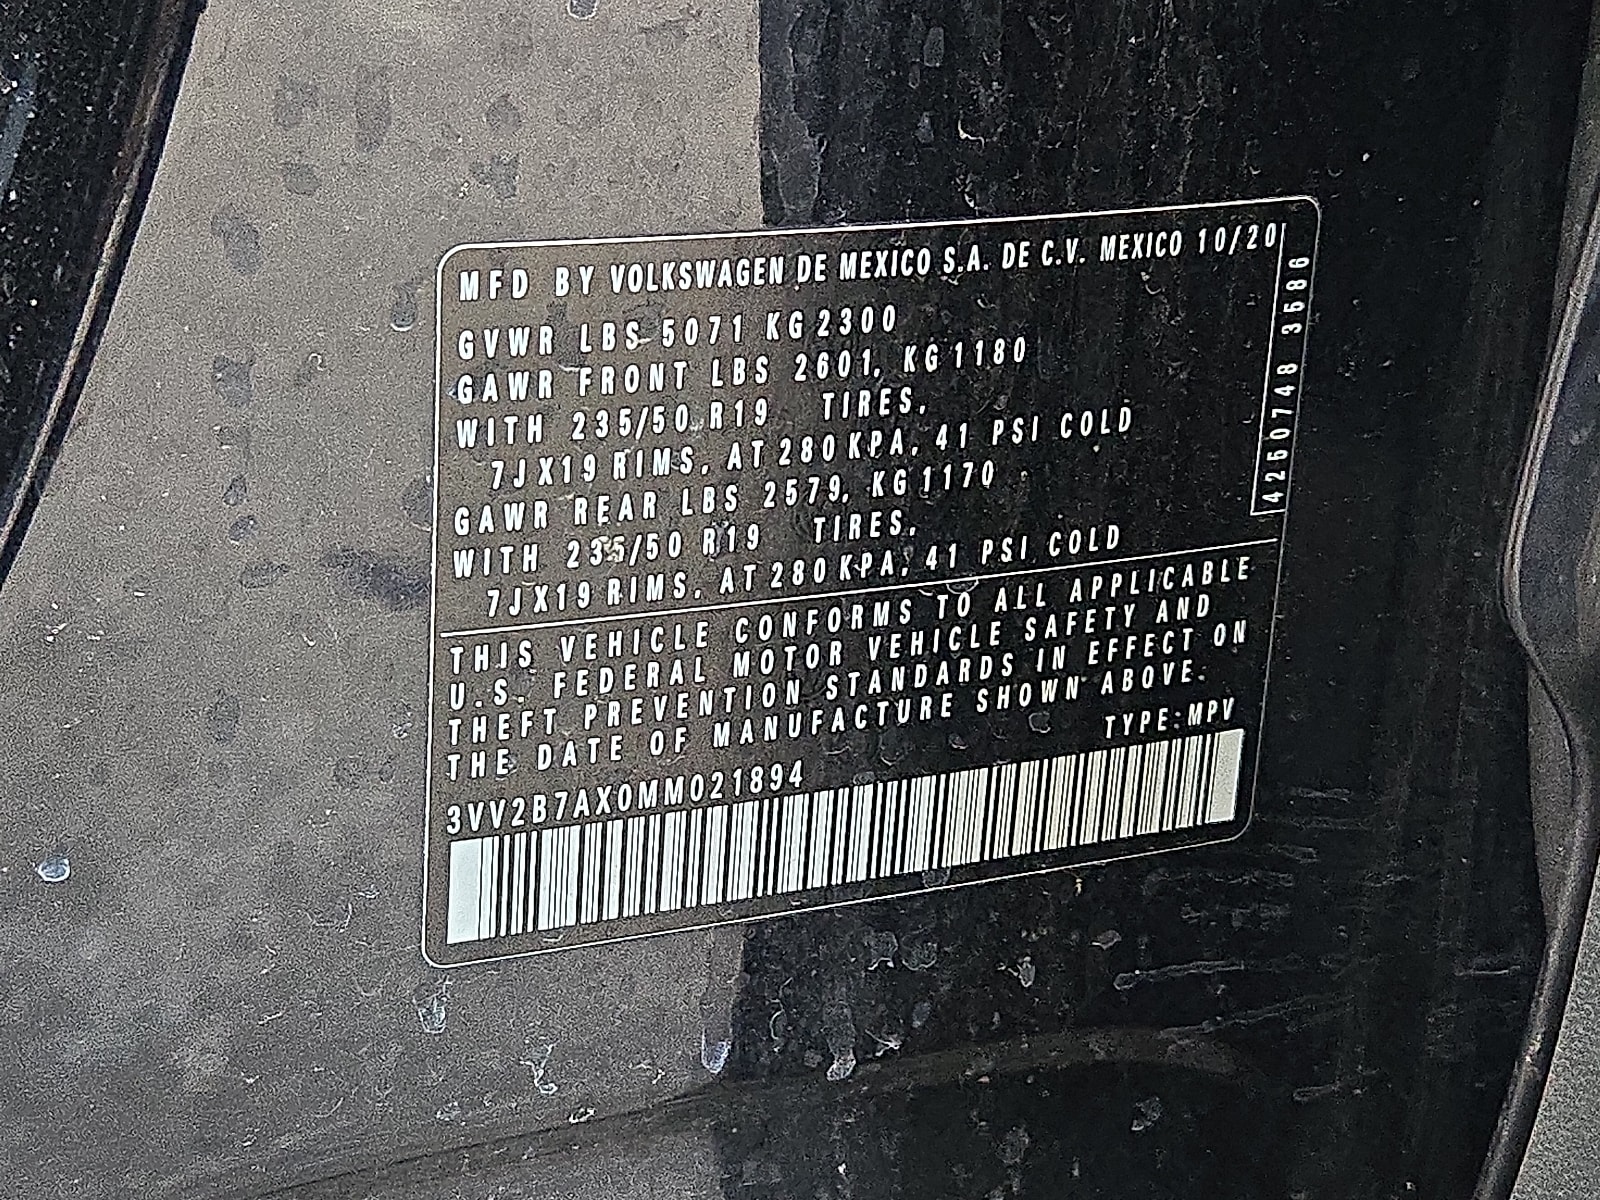 MFD BY VOLKSWAGEN DE MEXICO S.A. DE C.V. MEXICO 10/20
GVWR LBS 5071 KG 2300
GAWR FRONT LBS 2601, KG 1180
WITH 235/50 R19 TIRES,
7JX19 RIMS, AT 280 KPA, 41 PSI COLD
GAWR REAR LBS 2579, KG 1170
WITH 235/50 R19 TIRES,
7JX19 RIMS, AT 280 KPA, 41 PSI COLD
THIS VEHICLE CONFORMS TO ALL APPLICABLE
U.S. FEDERAL MOTOR VEHICLE SAFETY AND
THEFT PREVENTION STANDARDS IN EFFECT ON
THE DATE OF MANUFACTURE SHOWN ABOVE.
TYPE:MPV
3VV2B7AX0MM021894
4260748 3686